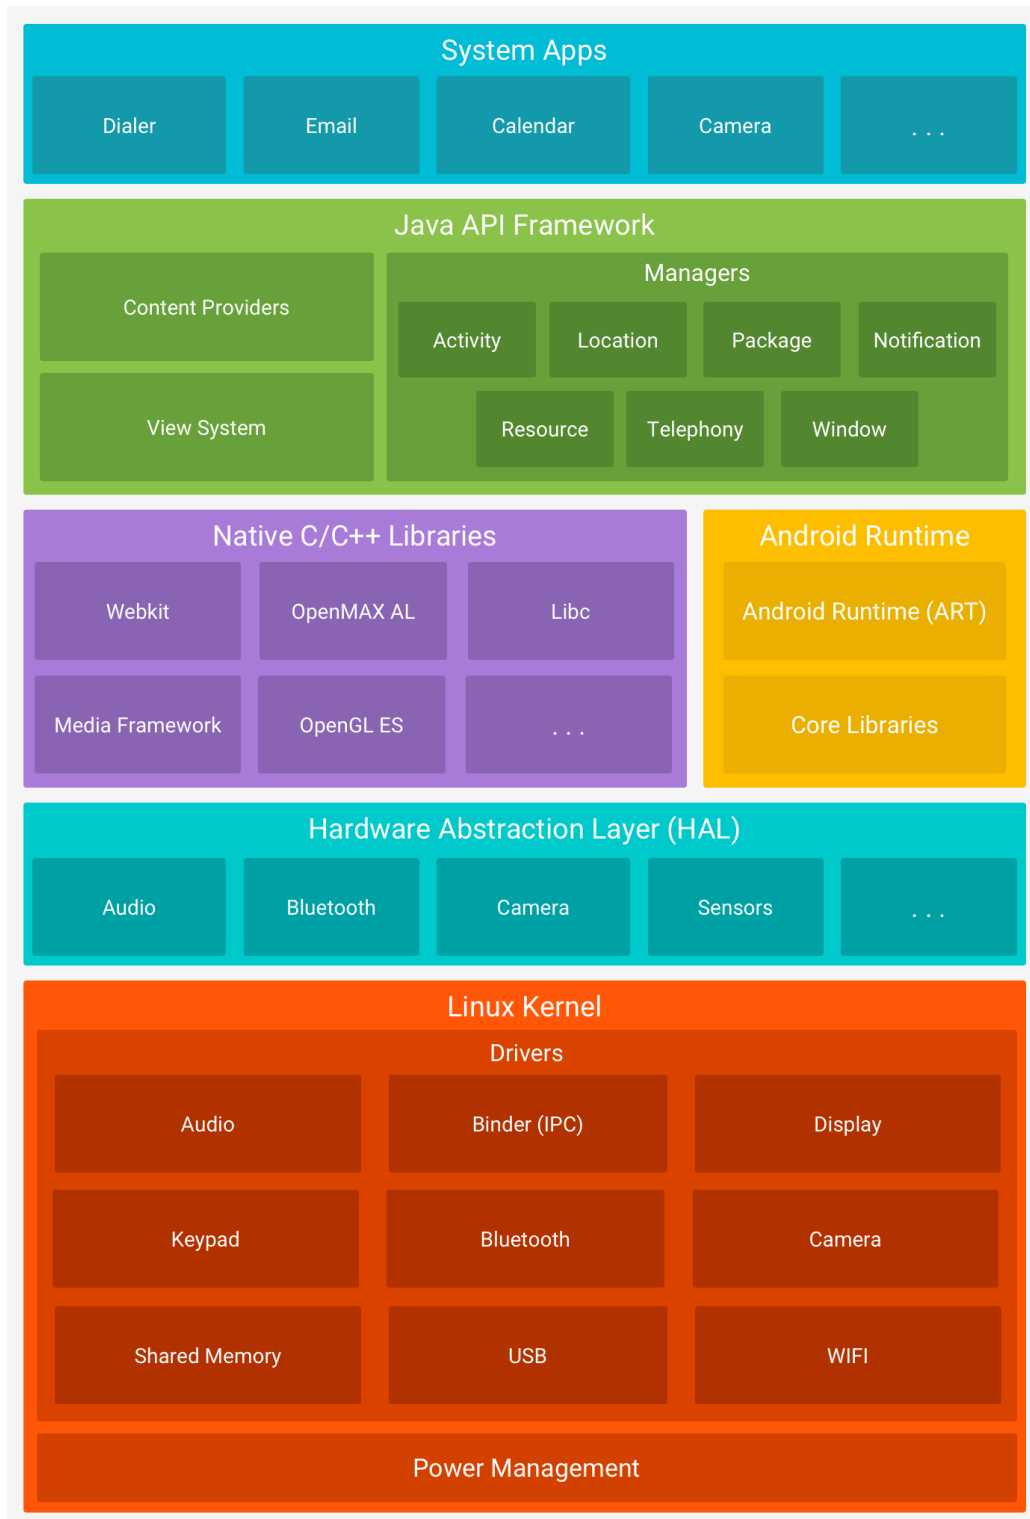 System Apps
Dialer
Email
Calendar
Camera
. . .
Java API Framework
Content Providers
View System
Managers
Activity
Location
Package
Notification
Resource
Telephony
Window
Native C/C++ Libraries
Webkit
OpenMAX AL
Libc
Media Framework
OpenGL ES
. . .
Android Runtime
Android Runtime (ART)
Core Libraries
Hardware Abstraction Layer (HAL)
Audio
Bluetooth
Camera
Sensors
. . .
Linux Kernel
Drivers
Audio
Binder (IPC)
Display
Keypad
Bluetooth
Camera
Shared Memory
USB
WIFI
Power Management